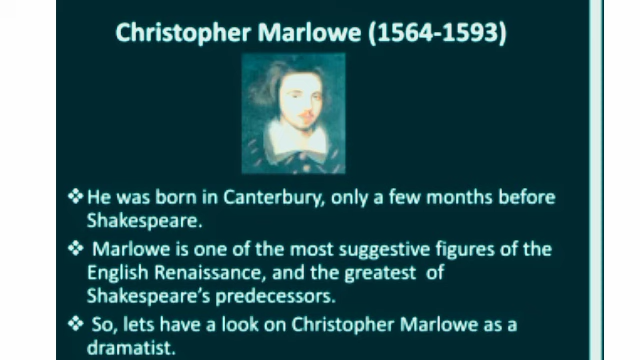 Christopher Marlowe (1564-1593)
❖He was born in Canterbury, only a few months before
Shakespeare.
❖ Marlowe is one of the most suggestive figures of the
English Renaissance, and the greatest of
Shakespeare's predecessors.
❖ So, lets have a look on Christopher Marlowe as a
dramatist.